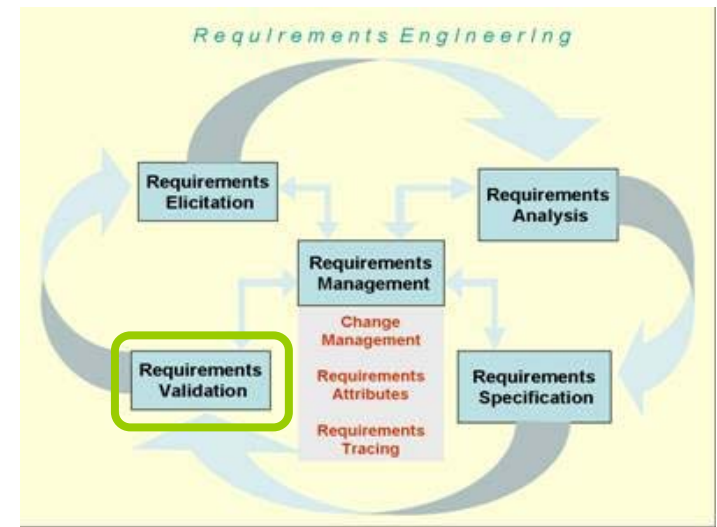 Requirements Engineering
Requirements
Elicitation
Requirements
Analysis
Requirements
Management
Change
Management
Requirements
Attributes
Requirements
Tracing
Requirements
Validation
Requirements
Specification